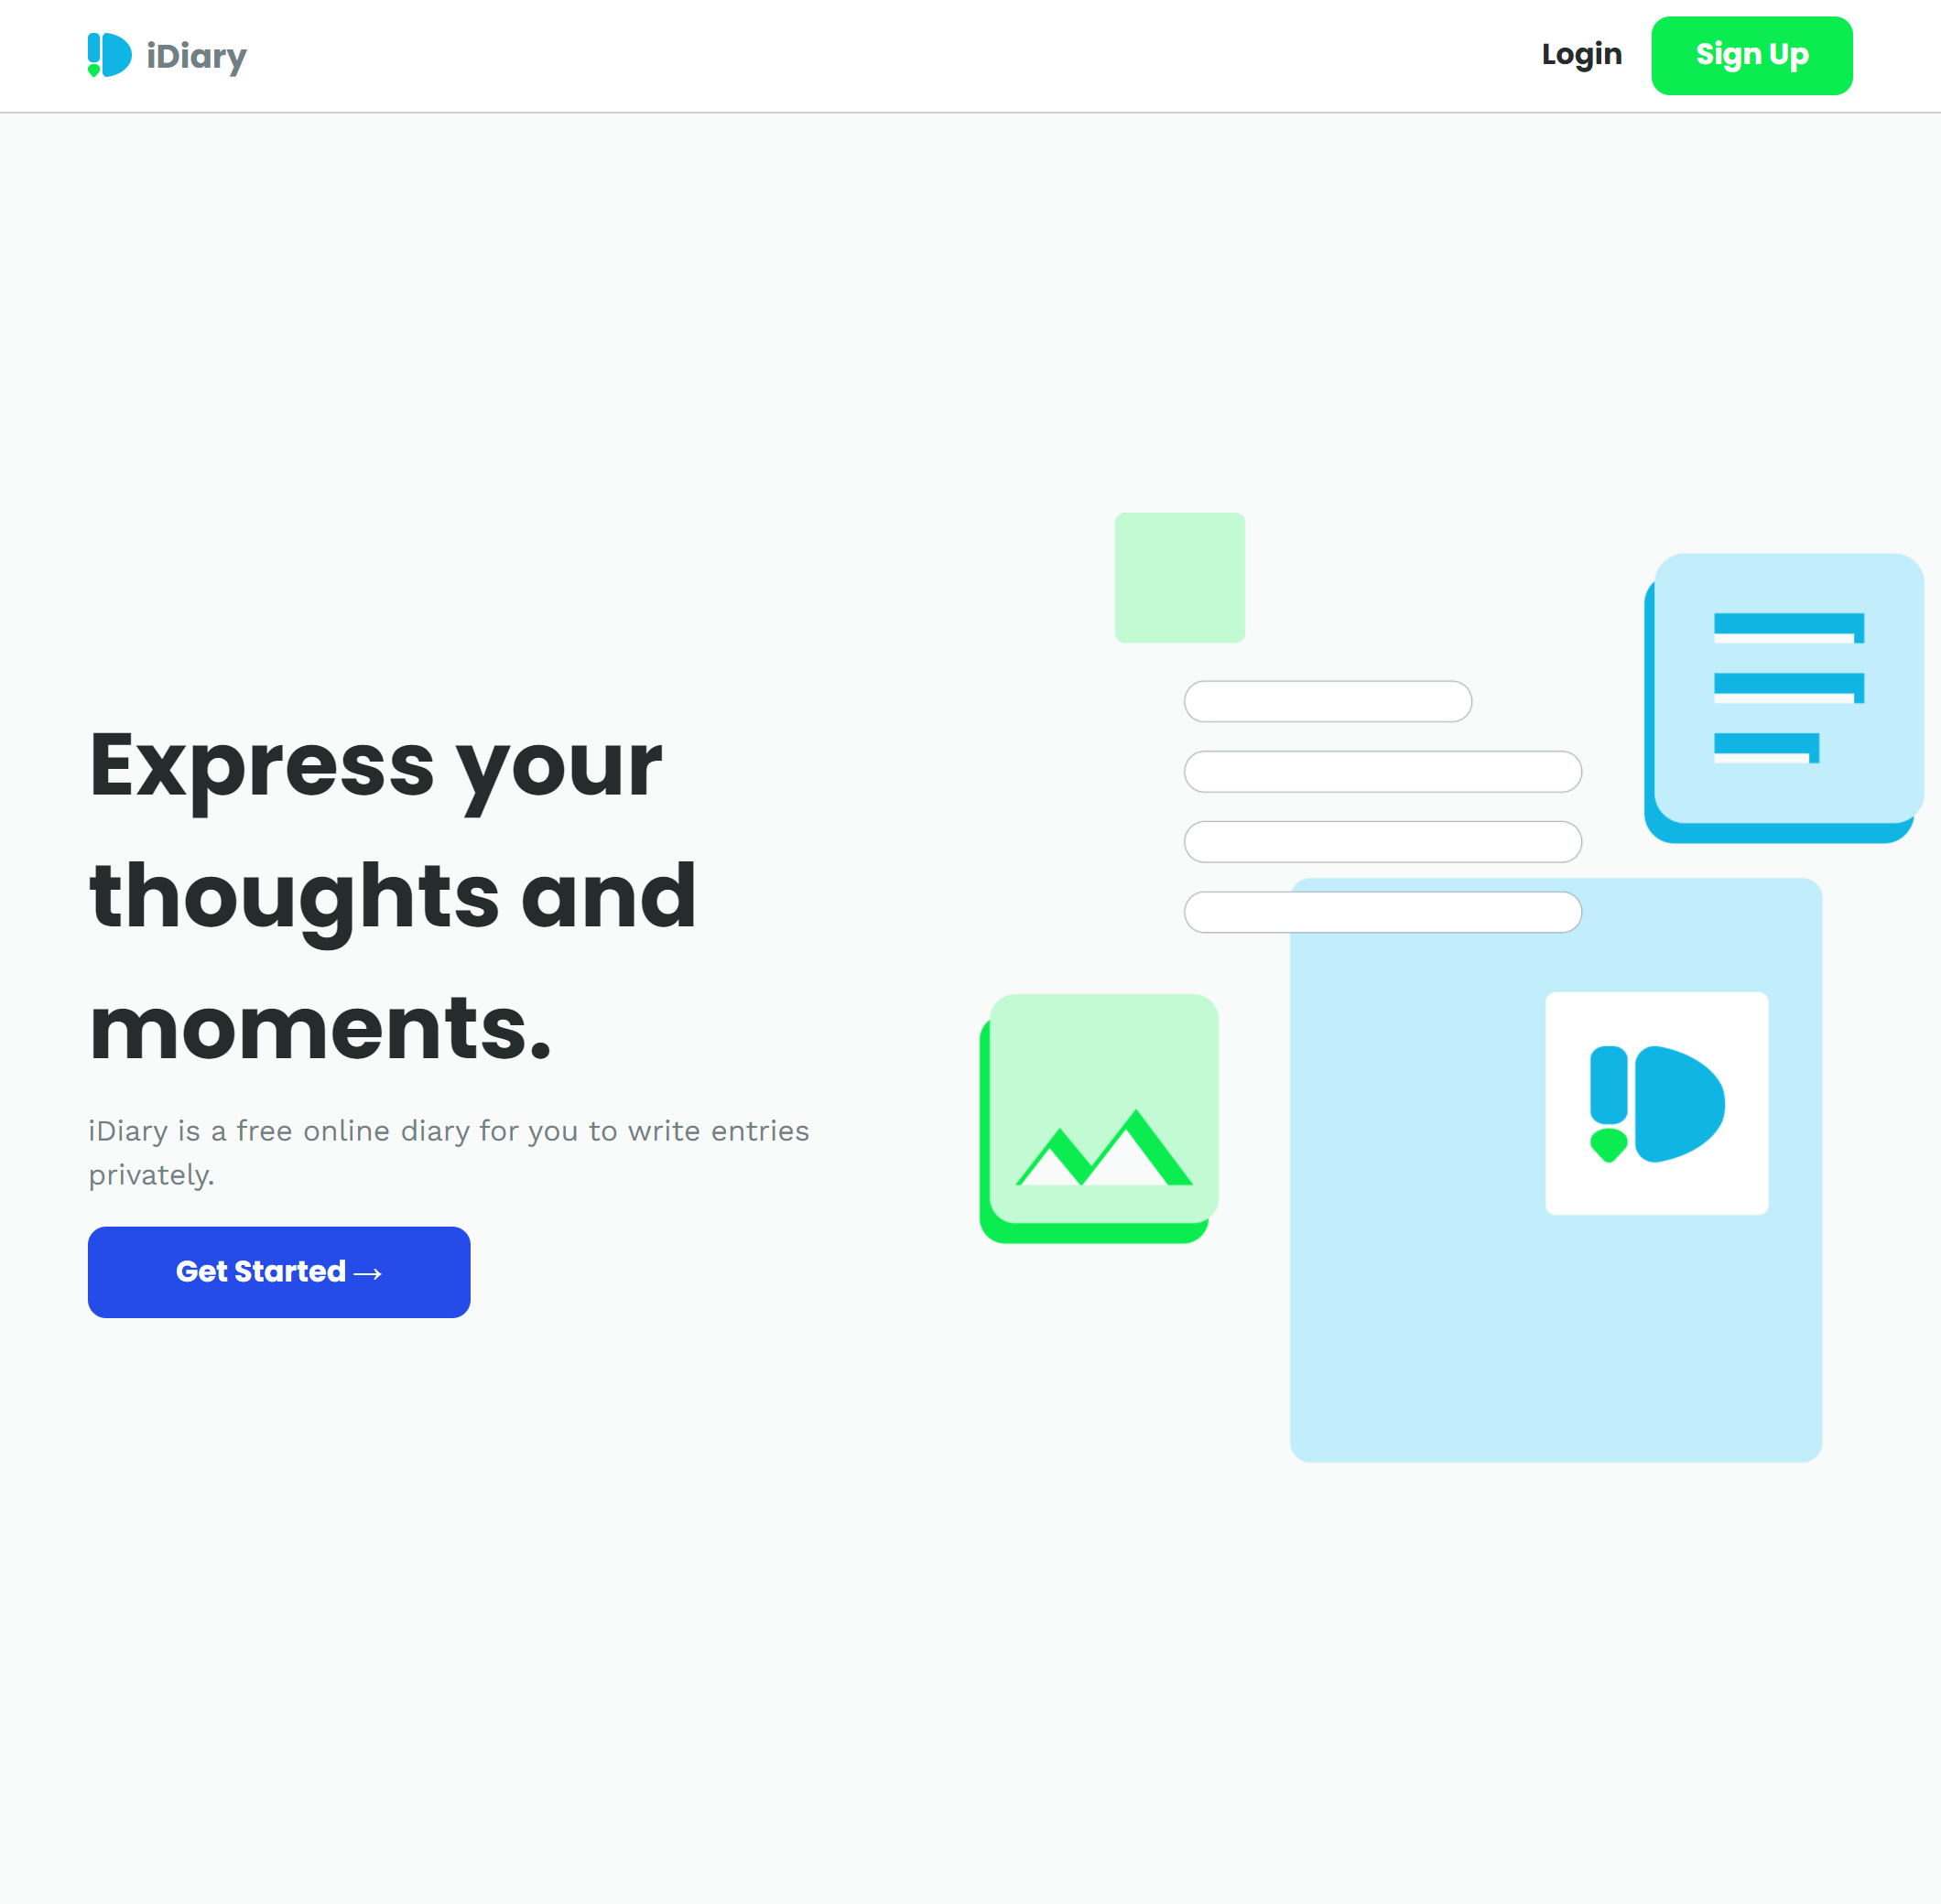 iDiary
Login
Sign Up
Express your
thoughts and
moments.
iDiary is a free online diary for you to write entries
privately.
Get Started →